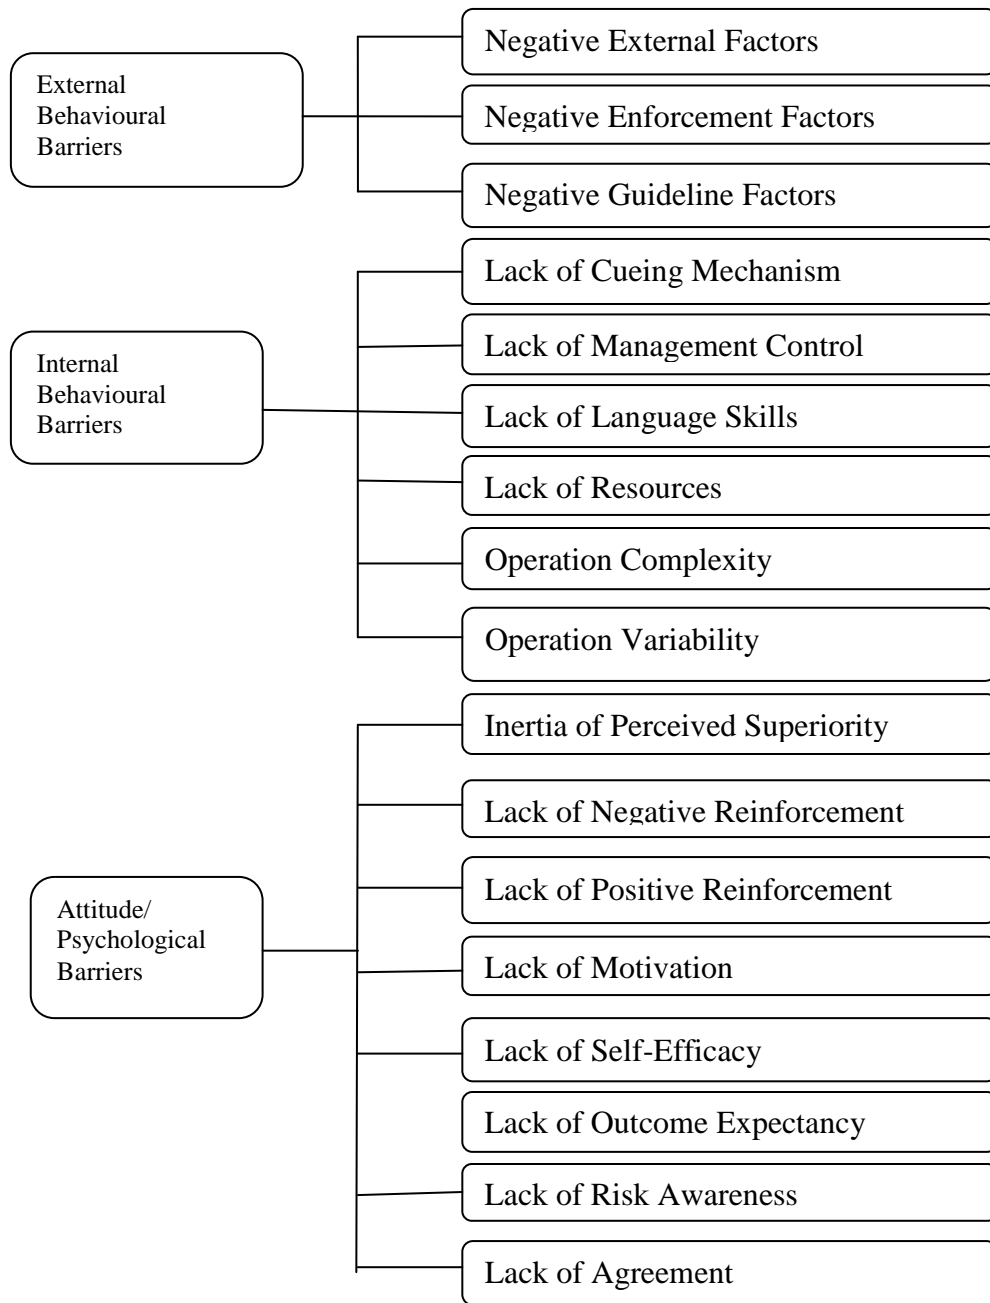 External
Behavioural
Barriers
Negative External Factors
Negative Enforcement Factors
Negative Guideline Factors
Internal
Behavioural
Barriers
Lack of Cueing Mechanism
Lack of Management Control
Lack of Language Skills
Lack of Resources
Operation Complexity
Operation Variability
Attitude/
Psychological
Barriers
Inertia of Perceived Superiority
Lack of Negative Reinforcement
Lack of Positive Reinforcement
Lack of Motivation
Lack of Self-Efficacy
Lack of Outcome Expectancy
Lack of Risk Awareness
Lack of Agreement